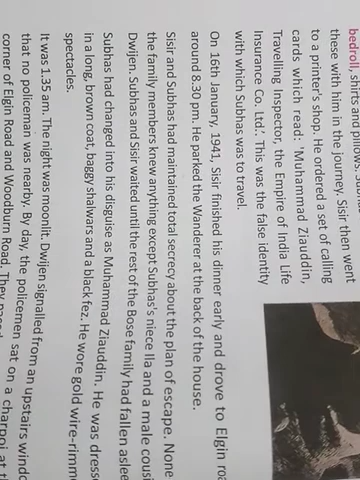 bedroll, shirts and pillows.
these with him in the journey. Sisir then went
to a printer's shop. He ordered a set of calling
cards which read: 'Muhammad Ziauddin,
Travelling Inspector, the Empire of India Life
Insurance Co. Ltd.'. This was the false identity
with which Subhas was to travel.
On 16th January, 1941, Sisir finished his dinner early and drove to Elgin
around 8.30 pm. He parked the Wanderer at the back of the house.
Sisir and Subhas had maintained total secrecy about the plan of escape. None
the family members knew anything except Subhas's niece Ila and a male
Dwijen. Subhas and Sisir waited until the rest of the Bose family had fallen
Subhas had changed into his disguise as Muhammad Ziauddin. He was
in a long, brown coat, baggy shalwars and a black fez. He wore gold
spectacles.
It was 1.35 am. The night was moonlit. Dwijen signalled from an upstairs
that no policeman was nearby. By day, the policemen sat on a charpoi at
corner of Elgin Road and Woodburn Road. They